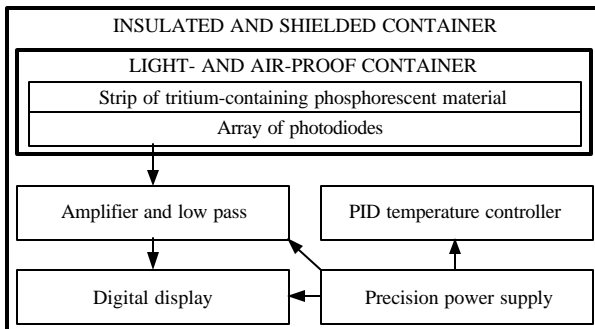 INSULATED AND SHIELDED CONTAINER
LIGHT- AND AIR-PROOF CONTAINER
Strip of tritium-containing phosphorescent material
Array of photodiodes
Amplifier and low pass
PID temperature controller
Digital display
Precision power supply